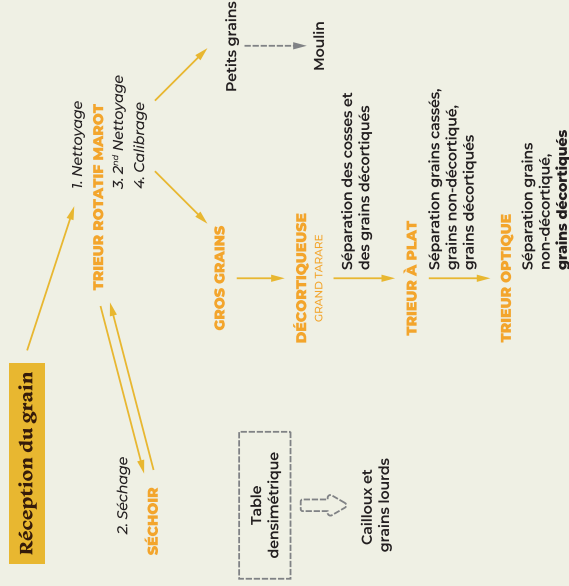 Réception du grain
1. Nettoyage
TRIEUR ROTATIF MAROT
3. 2nd Nettoyage
4. Calibrage
2. Séchage
SÉCHOIR
Petits grains
Moulin
GROS GRAINS
DÉCORTIQUEUSE
GRAND TARARE
Séparation des cosses et
des grains décortiqués
TRIEUR À PLAT
Séparation grains cassés,
grains non-décortiqué,
grains décortiqués
TRIEUR OPTIQUE
Séparation grains
non-décortiqué,
grains décortiqués
Table
densimétrique
Cailloux et
grains lourds